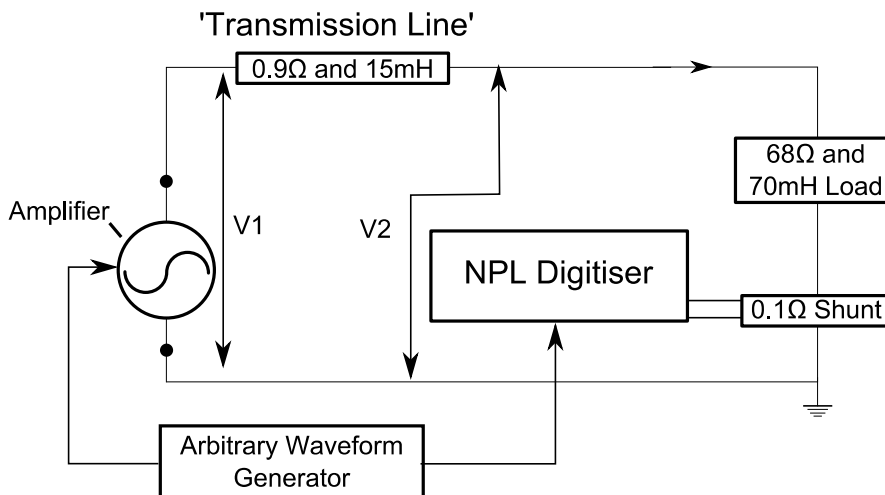 'Transmission Line'
0.9Ω and 15mH
68Ω and
70mH Load
Amplifier
V1
V2
NPL Digitiser
0.1Ω Shunt
Arbitrary Waveform
Generator